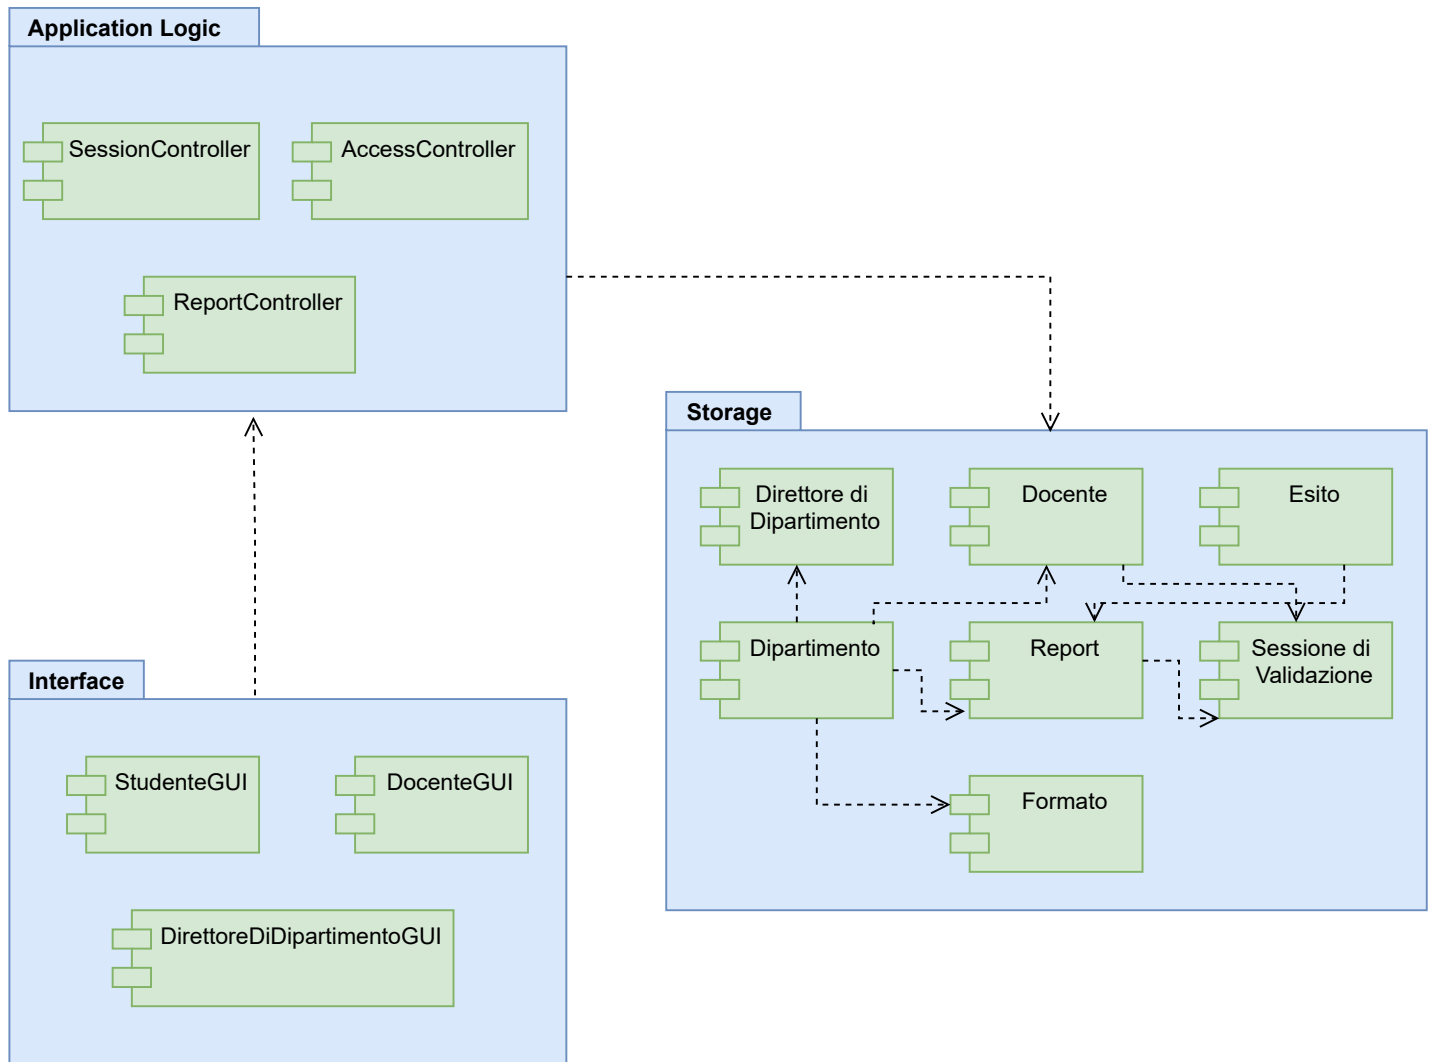 Application Logic
SessionController
AccessController
ReportController
Storage
Direttore di
Dipartimento
Docente
Esito
Dipartimento
Report
Sessione di
Validazione
Formato
Interface
StudenteGUI
DocenteGUI
DirettoreDiDipartimentoGUI